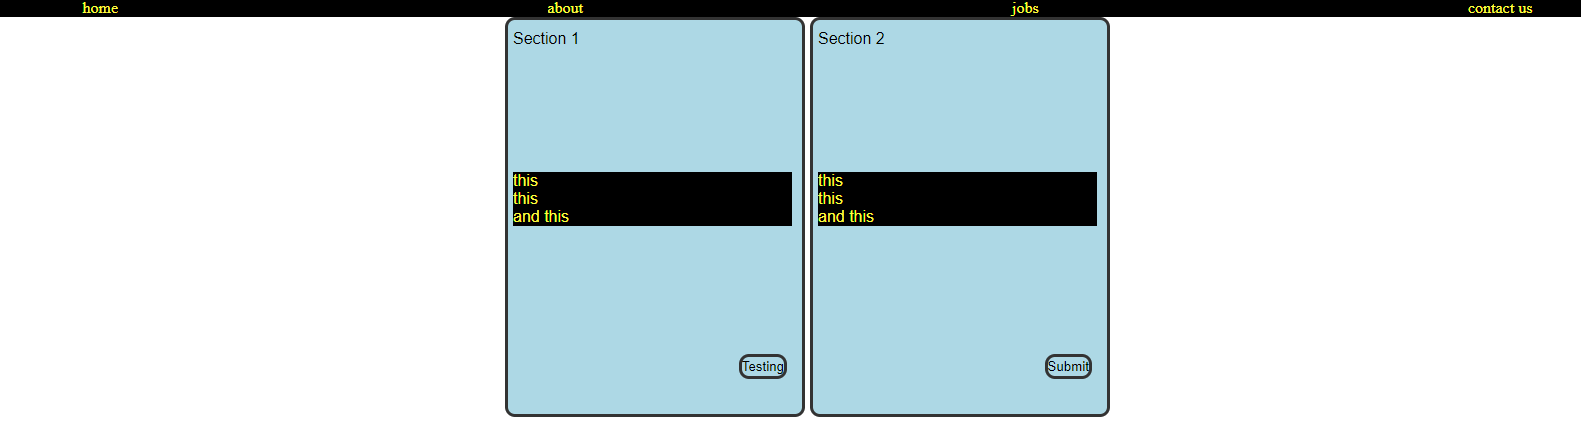 home about jobs contact us
Section 1
this
this
and this
Testing
Section 2
this
this
and this
Submit